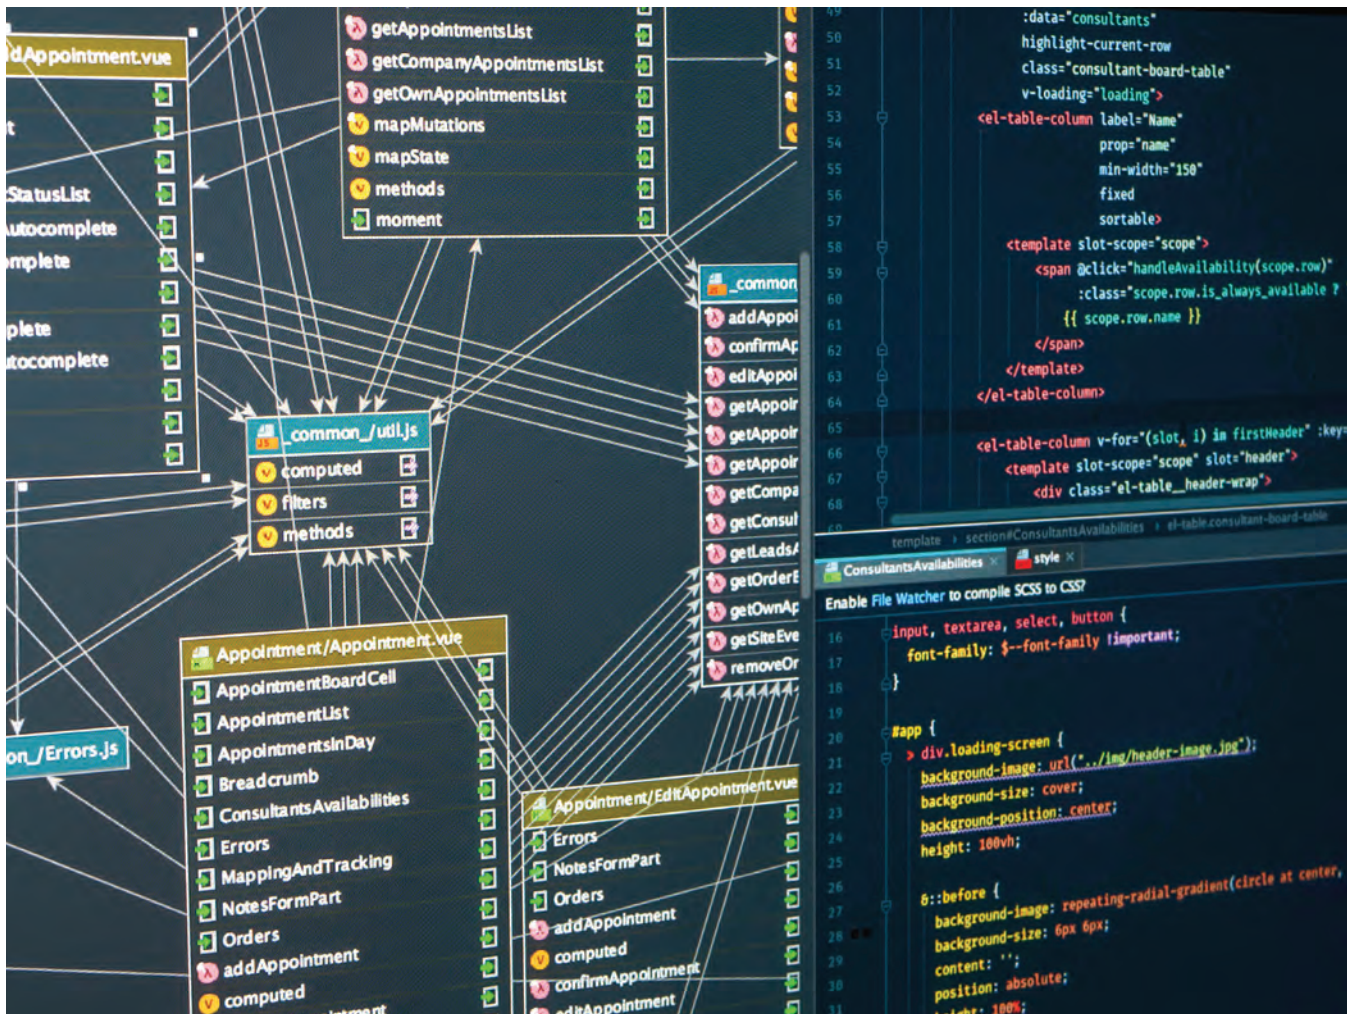 dAppointment.vue
t
StatusList
Autocomplete
omplete
plete
utocomplete
getAppointmentsList
getCompanyAppointmentsList
getOwnAppointmentsList
mapMutations
mapState
methods
moment
_common_/util.js
computed
filters
methods
on_/Errors.js
Appointment/Appointment.vue
AppointmentBoardCell
AppointmentList
AppointmentsInDay
Breadcrumb
ConsultantsAvailabilities
Errors
MappingAndTracking
NotesFormPart
Orders
addAppointment
computed
Appointment/EditAppointment.vue
Errors
NotesFormPart
Orders
addAppointment
computed
confirmAppointment
editAppointment
_common
addAppoi
confirmAp
editAppoi
getAppoir
getAppoir
getAppoir
getCompa
getConsul
getLeadsA
getOrderE
getOwnAp
getSiteEve
removeOr
49 :data="consultants"
50 highlight-current-row
51 class="consultant-board-table"
52 v-loading="loading">
53 <el-table-column label="Name"
54 prop="name"
55 min-width="150"
56 fixed
57 sortable>
58 <template slot-scope="scope">
59 <span @click="handleAvailability(scope.row)"
60 :class="scope.row.is_always_available ?
61 {{ scope.row.name }}
62 </span>
63 </template>
64 </el-table-column>
65
66 <el-table-column v-for="(slot, i) in firstHeader" :key=
67 <template slot-scope="scope" slot="header">
68 <div class="el-table__header-wrap">
69
template › section#ConsultantsAvailabilities › el-table.consultant-board-table
ConsultantsAvailabilities × style ×
Enable File Watcher to compile SCSS to CSS?
16 input, textarea, select, button {
17 font-family: $--font-family !important;
18 }
19
20 #app {
21 > div.loading-screen {
22 background-image: url("../img/header-image.jpg");
23 background-size: cover;
24 background-position: center;
25 height: 100vh;
26
27 &::before {
28 background-image: repeating-radial-gradient(circle at center,
29 background-size: 6px 6px;
30 content: '';
31 position: absolute;
height: 100%;